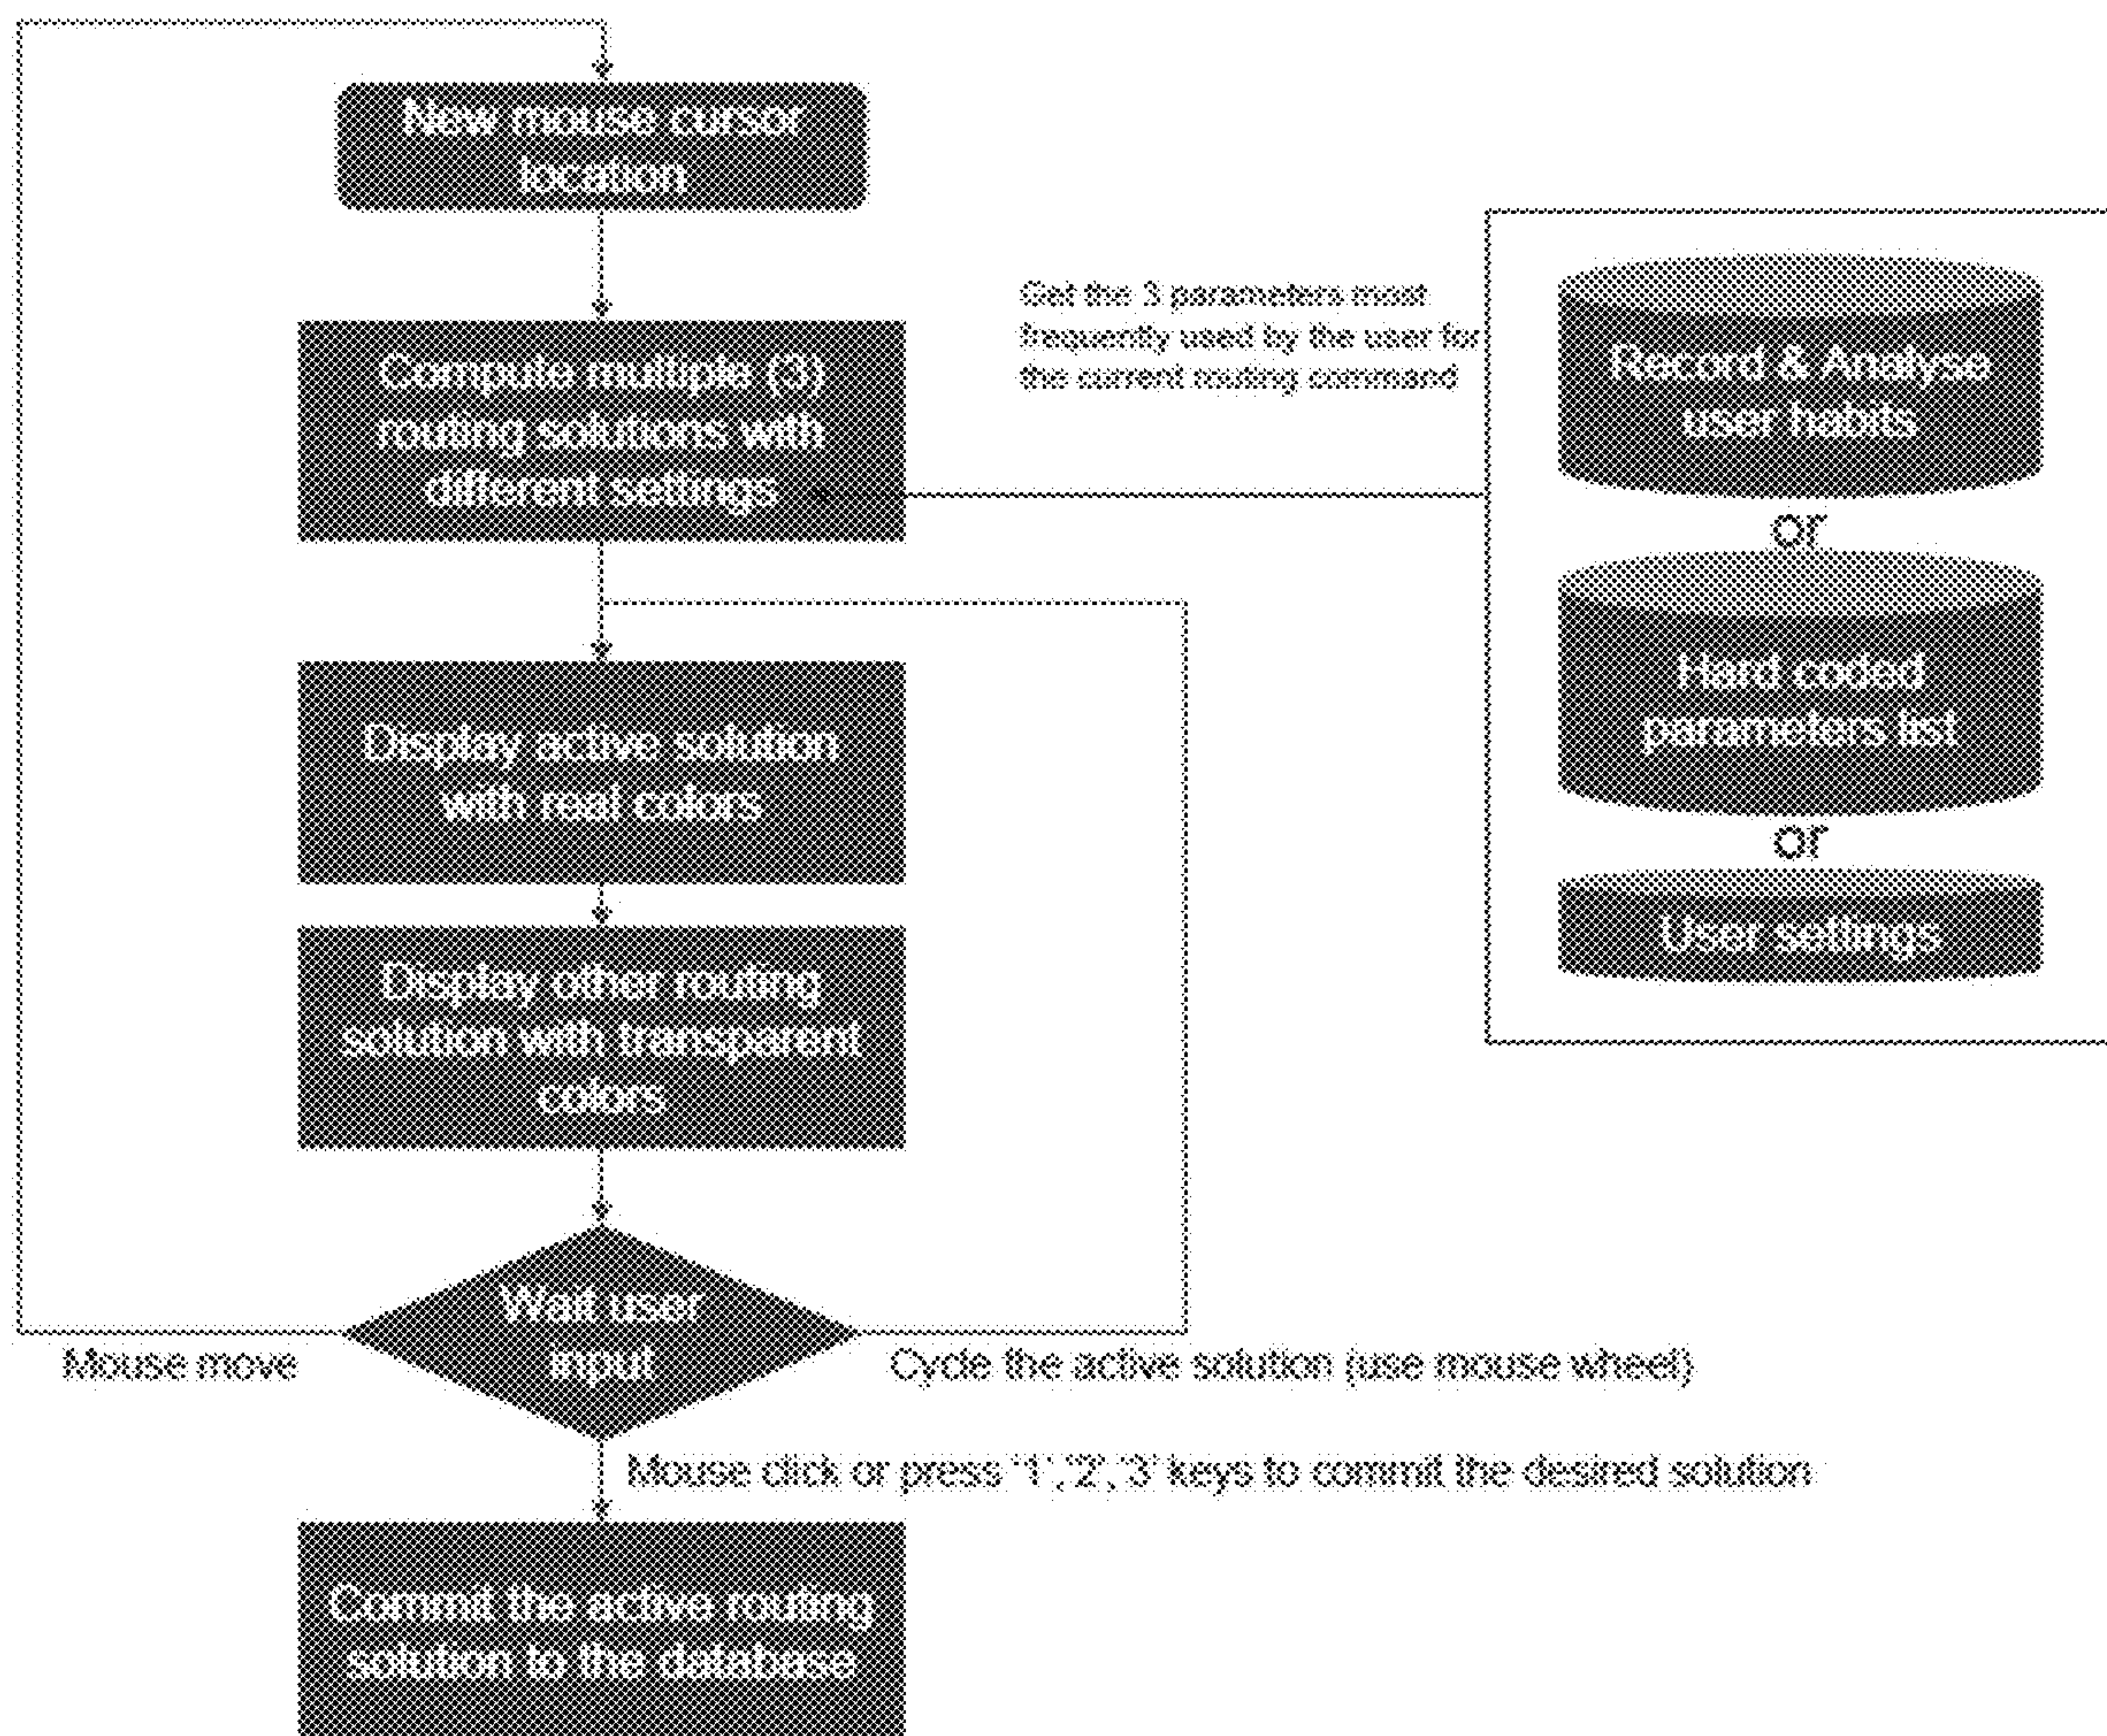 New mouse cursor
location
Compute multiple (3)
routing solutions with
different settings
Get the 3 parameters most
frequently used by the user for
the current routing command
Record & Analyse
user habits
or
Hard coded
parameters list
or
User settings
Display active solution
with real colors
Display other routing
solution with transparent
colors
Wait user
input
Mouse move
Cycle the active solution (use mouse wheel)
Mouse click or press '1', '2', '3' keys to commit the desired solution
Commit the active routing
solution to the database